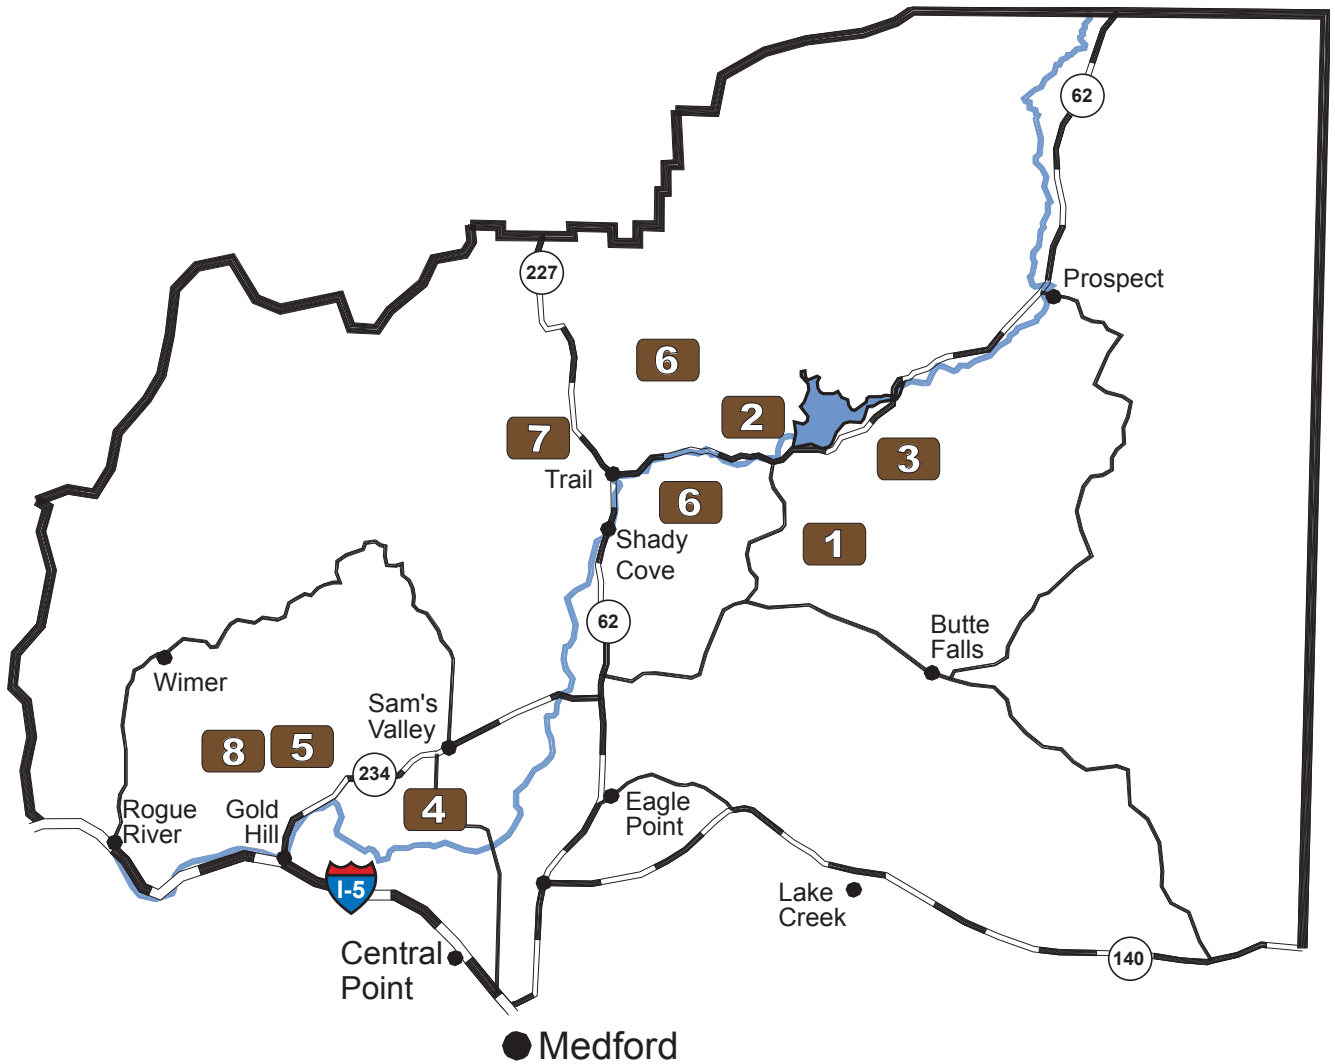 62
227
Prospect
6
2
7
3
Trail
6
1
Shady
Cove
62
Butte
Falls
Wimer
Sam's
Valley
8
5
234
4
Rogue
River
Gold
Hill
Eagle
Point
I-5
Lake
Creek
Central
Point
140
Medford